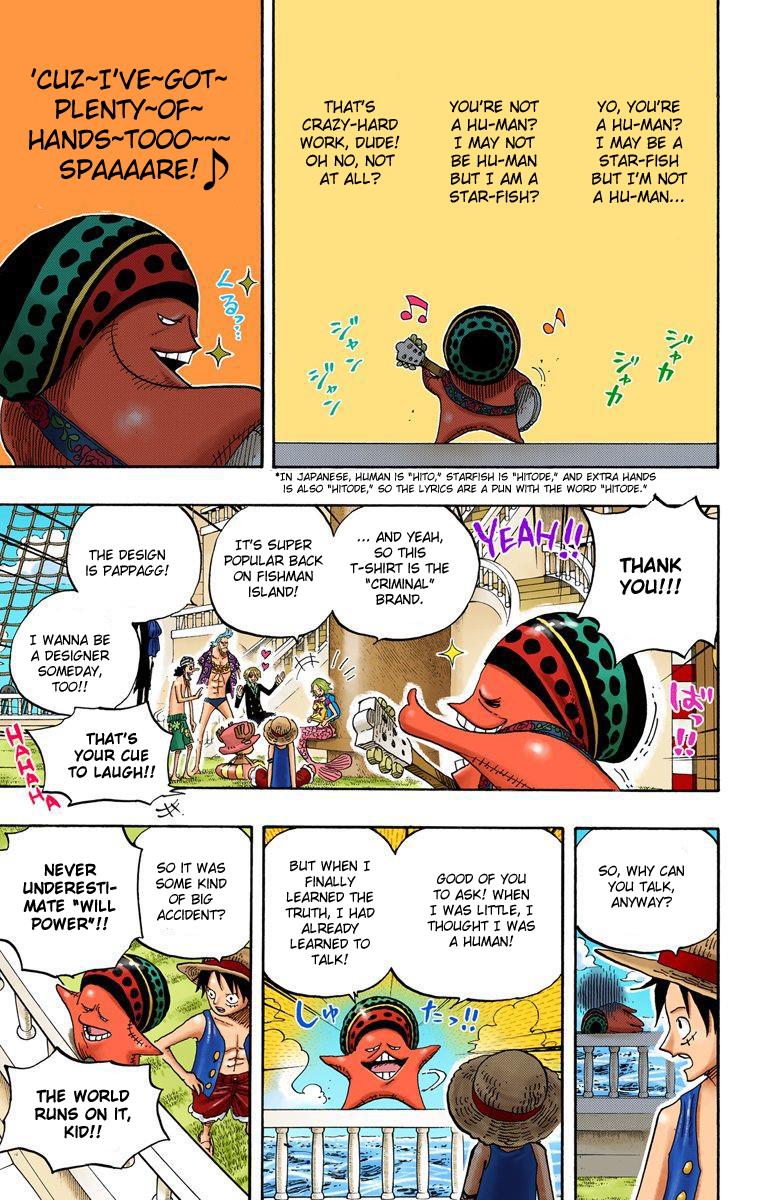 YO, YOU'RE
A HU-MAN?
I MAY BE A
STAR-FISH
BUT I'M NOT
A HU-MAN...
YOU'RE NOT
A HU-MAN?
I MAY NOT
BE HU-MAN
BUT I AM A
STAR-FISH?
THAT'S
CRAZY-HARD
WORK, DUDE!
OH NO, NOT
AT ALL?
ジャカ
ジャカ
ジャン
ジャン
*IN JAPANESE, HUMAN IS "HITO," STARFISH IS "HITODE," AND EXTRA HANDS
IS ALSO "HITODE," SO THE LYRICS ARE A PUN WITH THE WORD "HITODE."
'CUZ~I'VE~GOT~
PLENTY~OF~
HANDS~TOOO~~~
SPAAAARE!♪
くるっ…
THANK
YOU!!!
YEAH!!
ばっ!!
... AND YEAH,
SO THIS
T-SHIRT IS THE
"CRIMINAL"
BRAND.
IT'S SUPER
POPULAR BACK
ON FISHMAN
ISLAND!
THE DESIGN
IS PAPPAGG!
I WANNA BE
A DESIGNER
SOMEDAY,
TOO!!
THAT'S
YOUR CUE
TO LAUGH!!
HAHAHA
SO, WHY CAN
YOU TALK,
ANYWAY?
GOOD OF YOU
TO ASK! WHEN
I WAS LITTLE, I
THOUGHT I WAS
A HUMAN!
BUT WHEN I
FINALLY
LEARNED THE
TRUTH, I HAD
ALREADY
LEARNED TO
TALK!
しゅたっ!!
SO IT WAS
SOME KIND
OF BIG
ACCIDENT?
NEVER
UNDERESTI-
MATE "WILL
POWER"!!
THE WORLD
RUNS ON IT,
KID!!